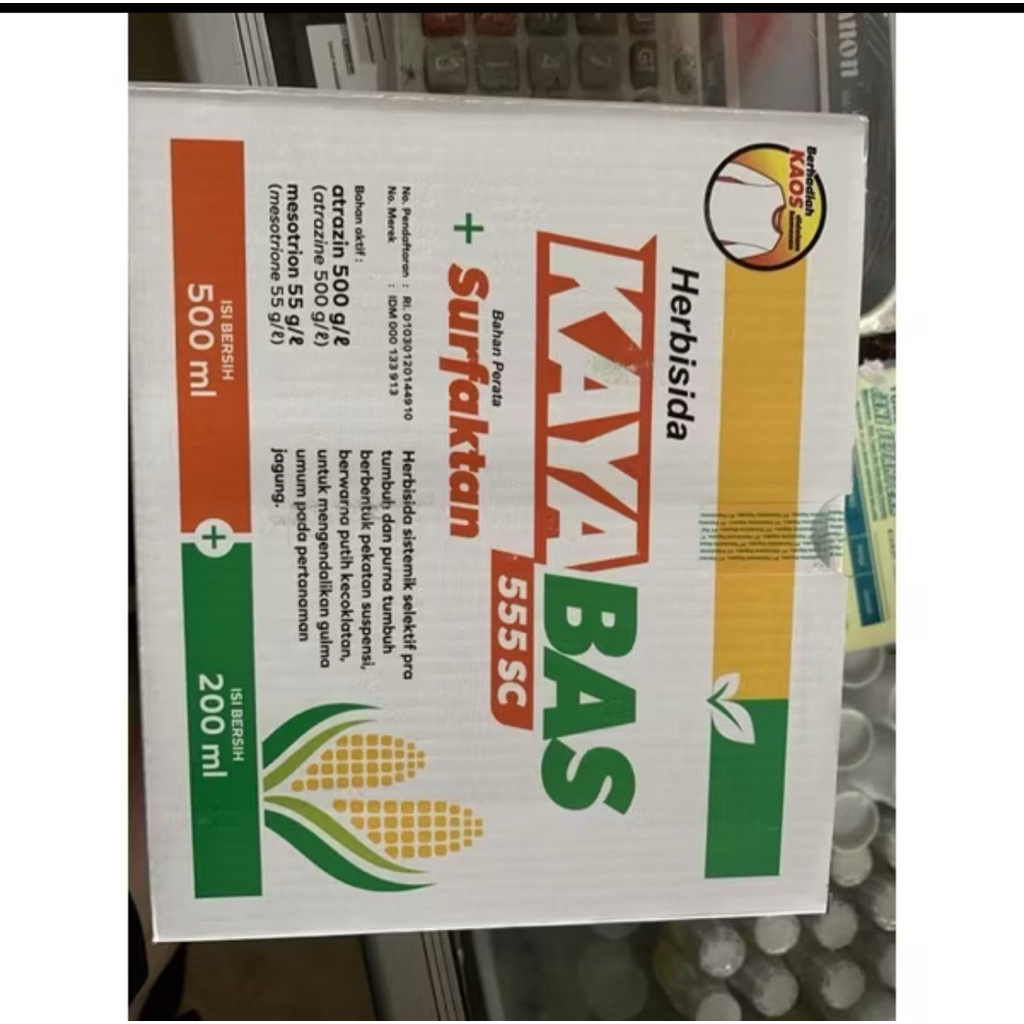 Berhadiah
KAOS
didalam
kemasan
Herbisida
KAYABAS
555 SC
Bahan Perata
+ Surfaktan
No. Pendaftaran : RI. 01030120144910
No. Merek : IDM 000 133 913
Bahan aktif :
atrazin 500 g/ℓ
(atrazine 500 g/ℓ)
mesotrion 55 g/ℓ
(mesotrione 55 g/ℓ)
Herbisida sistemik selektif pra
tumbuh dan purna tumbuh
berbentuk pekatan suspensi,
berwarna putih kecoklatan,
untuk mengendalikan gulma
umum pada pertanaman
jagung.
ISI BERSIH
500 ml
+
ISI BERSIH
200 ml